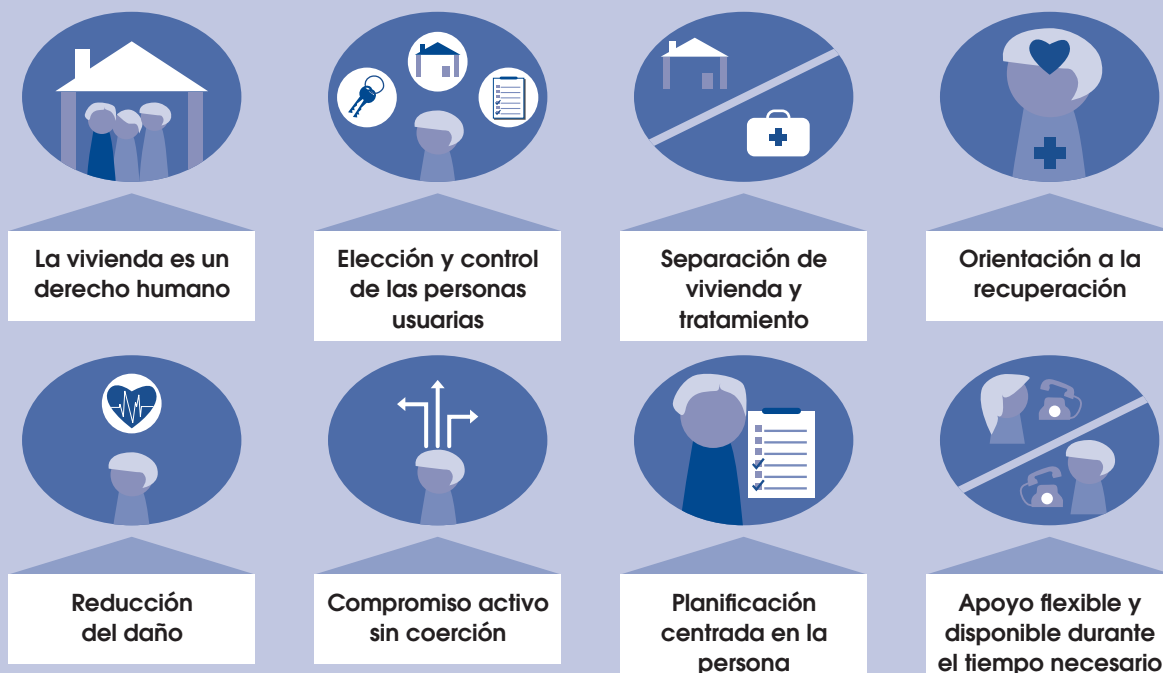 La vivienda es un
derecho humano
Elección y control
de las personas
usuarias
Separación de
vivienda y
tratamiento
Orientación a la
recuperación
Reducción
del daño
Compromiso activo
sin coerción
Planificación
centrada en la
persona
Apoyo flexible y
disponible durante
el tiempo necesario